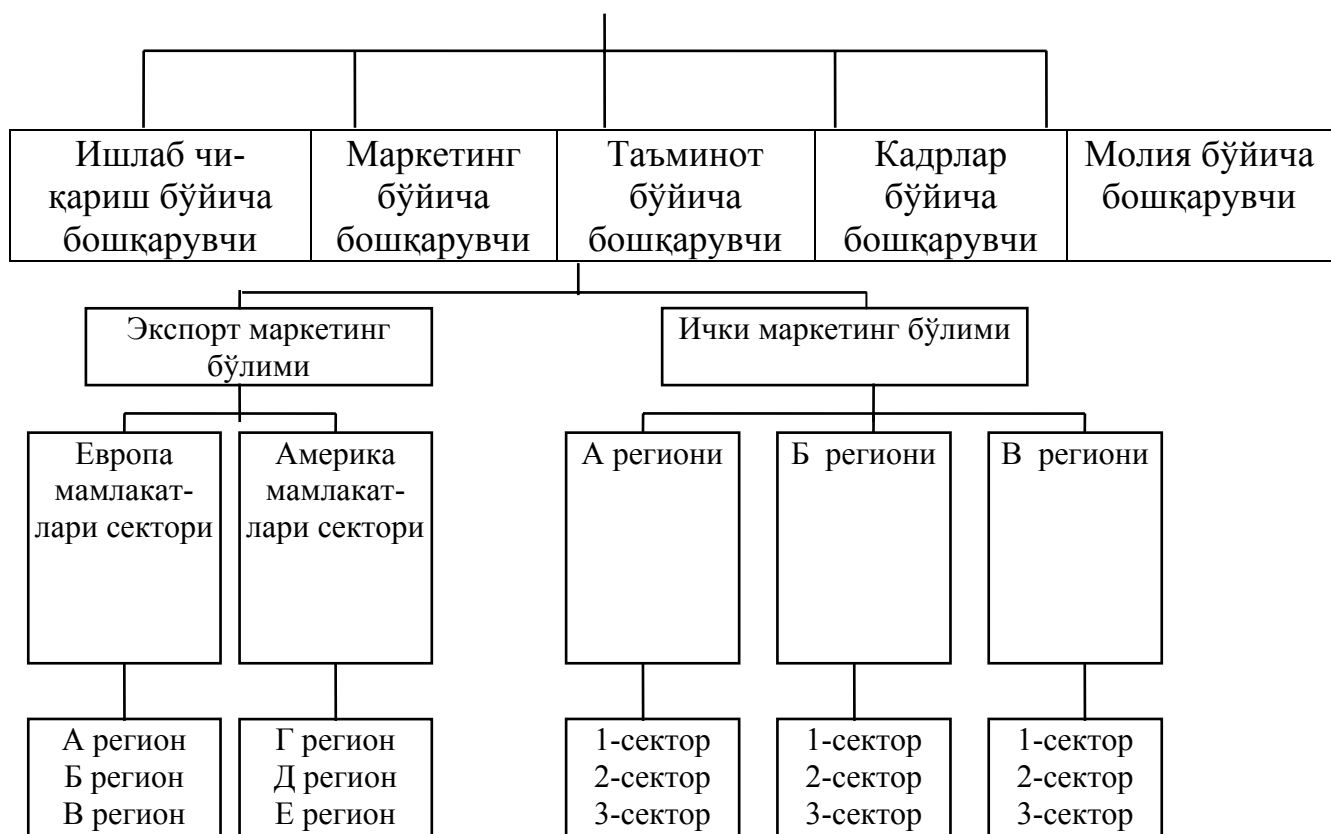 Ишлаб чи-
қариш бўйича
бошқарувчи
Маркетинг
бўйича
бошқарувчи
Таъминот
бўйича
бошқарувчи
Кадрлар
бўйича
бошқарувчи
Молия бўйича
бошқарувчи
Экспорт маркетинг
бўлими
Ички маркетинг бўлими
Европа
мамлакат-
лари сектори
Америка
мамлакат-
лари сектори
А региони
Б региони
В региони
А регион
Б регион
В регион
Г регион
Д регион
Е регион
1-сектор
2-сектор
3-сектор
1-сектор
2-сектор
3-сектор
1-сектор
2-сектор
3-сектор